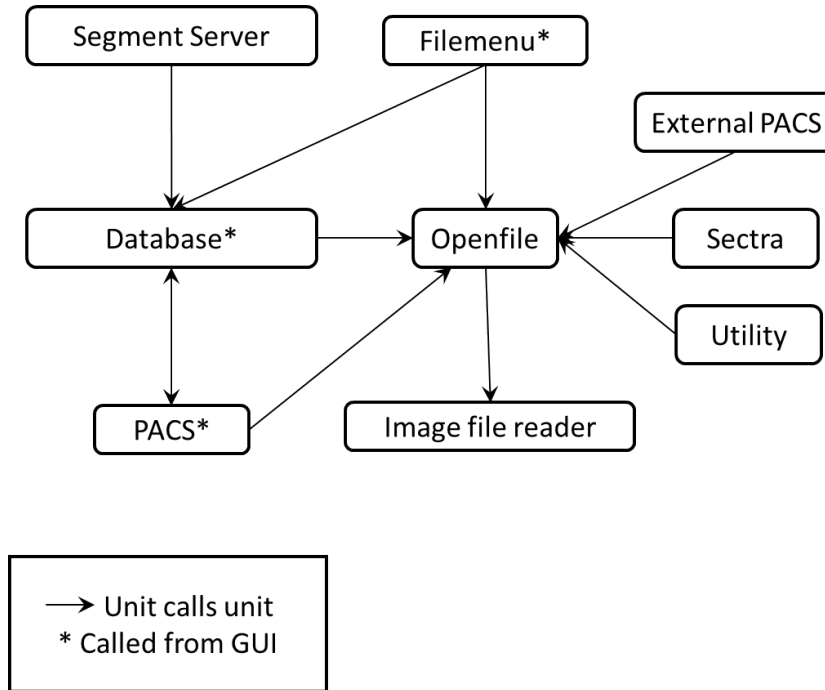 Segment Server
Filemenu*
External PACS
Database*
Openfile
Sectra
Utility
PACS*
Image file reader
Unit calls unit
* Called from GUI